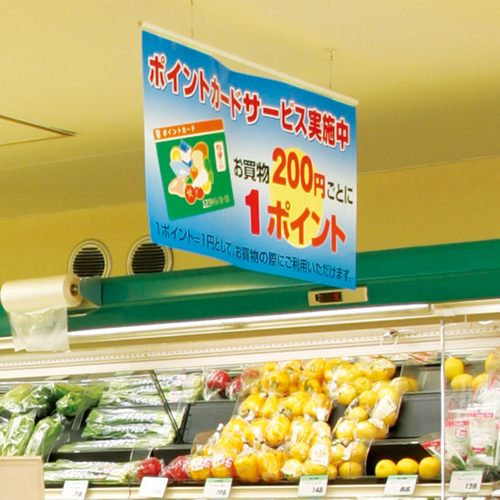 ポイントカードサービス実施中
ポイントカード
お買物200円ごとに
1ポイント
1ポイント=1円として、お買物の際にご利用いただけます。